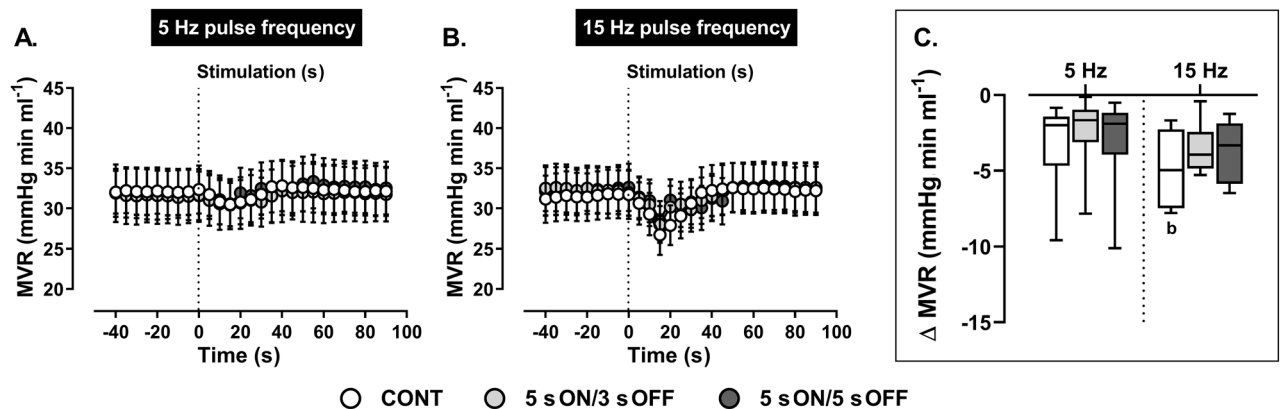 5 Hz pulse frequency
15 Hz pulse frequency
A.
B.
C.
Stimulation (s)
Stimulation (s)
5 Hz
15 Hz
MVR (mmHg min ml⁻¹)
45
40
35
30
25
20
-40 -20 0 20 40 60 80 100
Time (s)
MVR (mmHg min ml⁻¹)
45
40
35
30
25
20
-40 -20 0 20 40 60 80 100
Time (s)
Δ MVR (mmHg min ml⁻¹)
0
-5
-10
-15
b
CONT 5 s ON/3 s OFF 5 s ON/5 s OFF